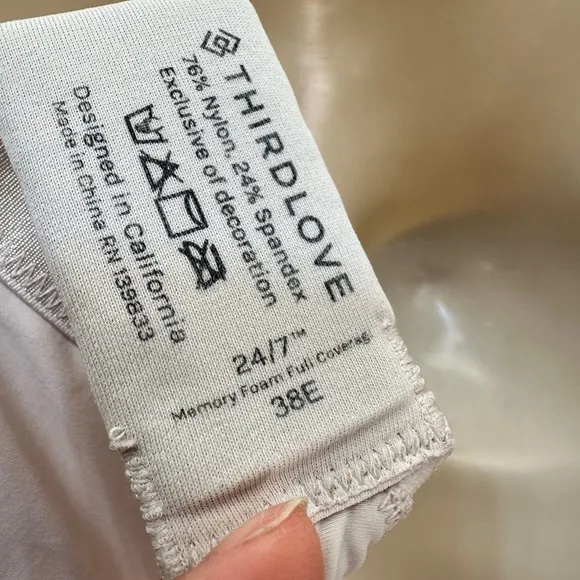 THIRDLOVE
76% Nylon, 24% Spandex
Exclusive of decoration
Designed in California
Made in China RN 139633
24/7™
Memory Foam Full Coverag
38E